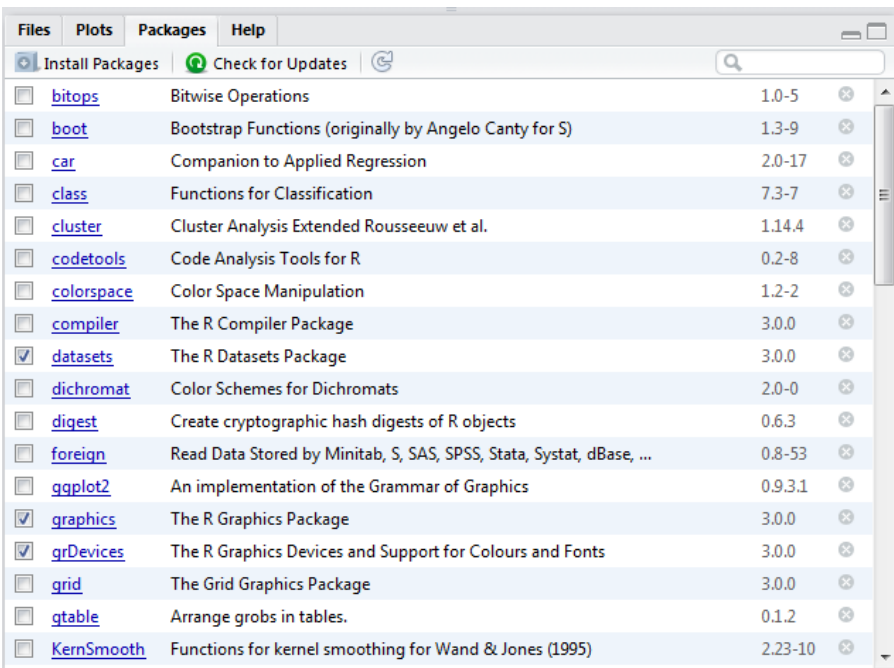 Files Plots Packages Help
Install Packages Check for Updates
bitops Bitwise Operations 1.0-5
boot Bootstrap Functions (originally by Angelo Canty for S) 1.3-9
car Companion to Applied Regression 2.0-17
class Functions for Classification 7.3-7
cluster Cluster Analysis Extended Rousseeuw et al. 1.14.4
codetools Code Analysis Tools for R 0.2-8
colorspace Color Space Manipulation 1.2-2
compiler The R Compiler Package 3.0.0
datasets The R Datasets Package 3.0.0
dichromat Color Schemes for Dichromats 2.0-0
digest Create cryptographic hash digests of R objects 0.6.3
foreign Read Data Stored by Minitab, S, SAS, SPSS, Stata, Systat, dBase, ... 0.8-53
ggplot2 An implementation of the Grammar of Graphics 0.9.3.1
graphics The R Graphics Package 3.0.0
grDevices The R Graphics Devices and Support for Colours and Fonts 3.0.0
grid The Grid Graphics Package 3.0.0
gtable Arrange grobs in tables. 0.1.2
KernSmooth Functions for kernel smoothing for Wand & Jones (1995) 2.23-10